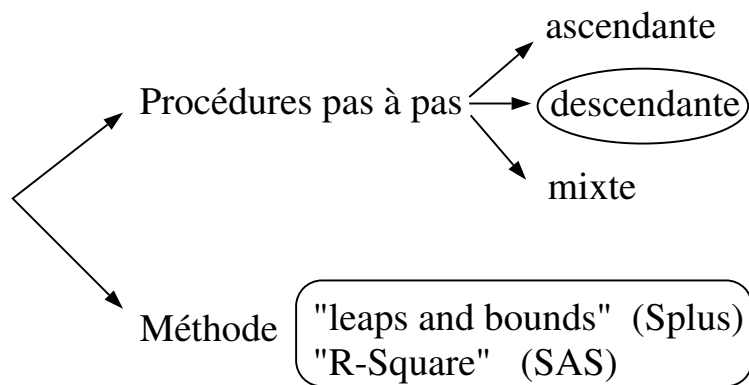 ascendante
Procédures pas à pas
descendante
mixte
Méthode
"leaps and bounds" (Splus)
"R-Square" (SAS)